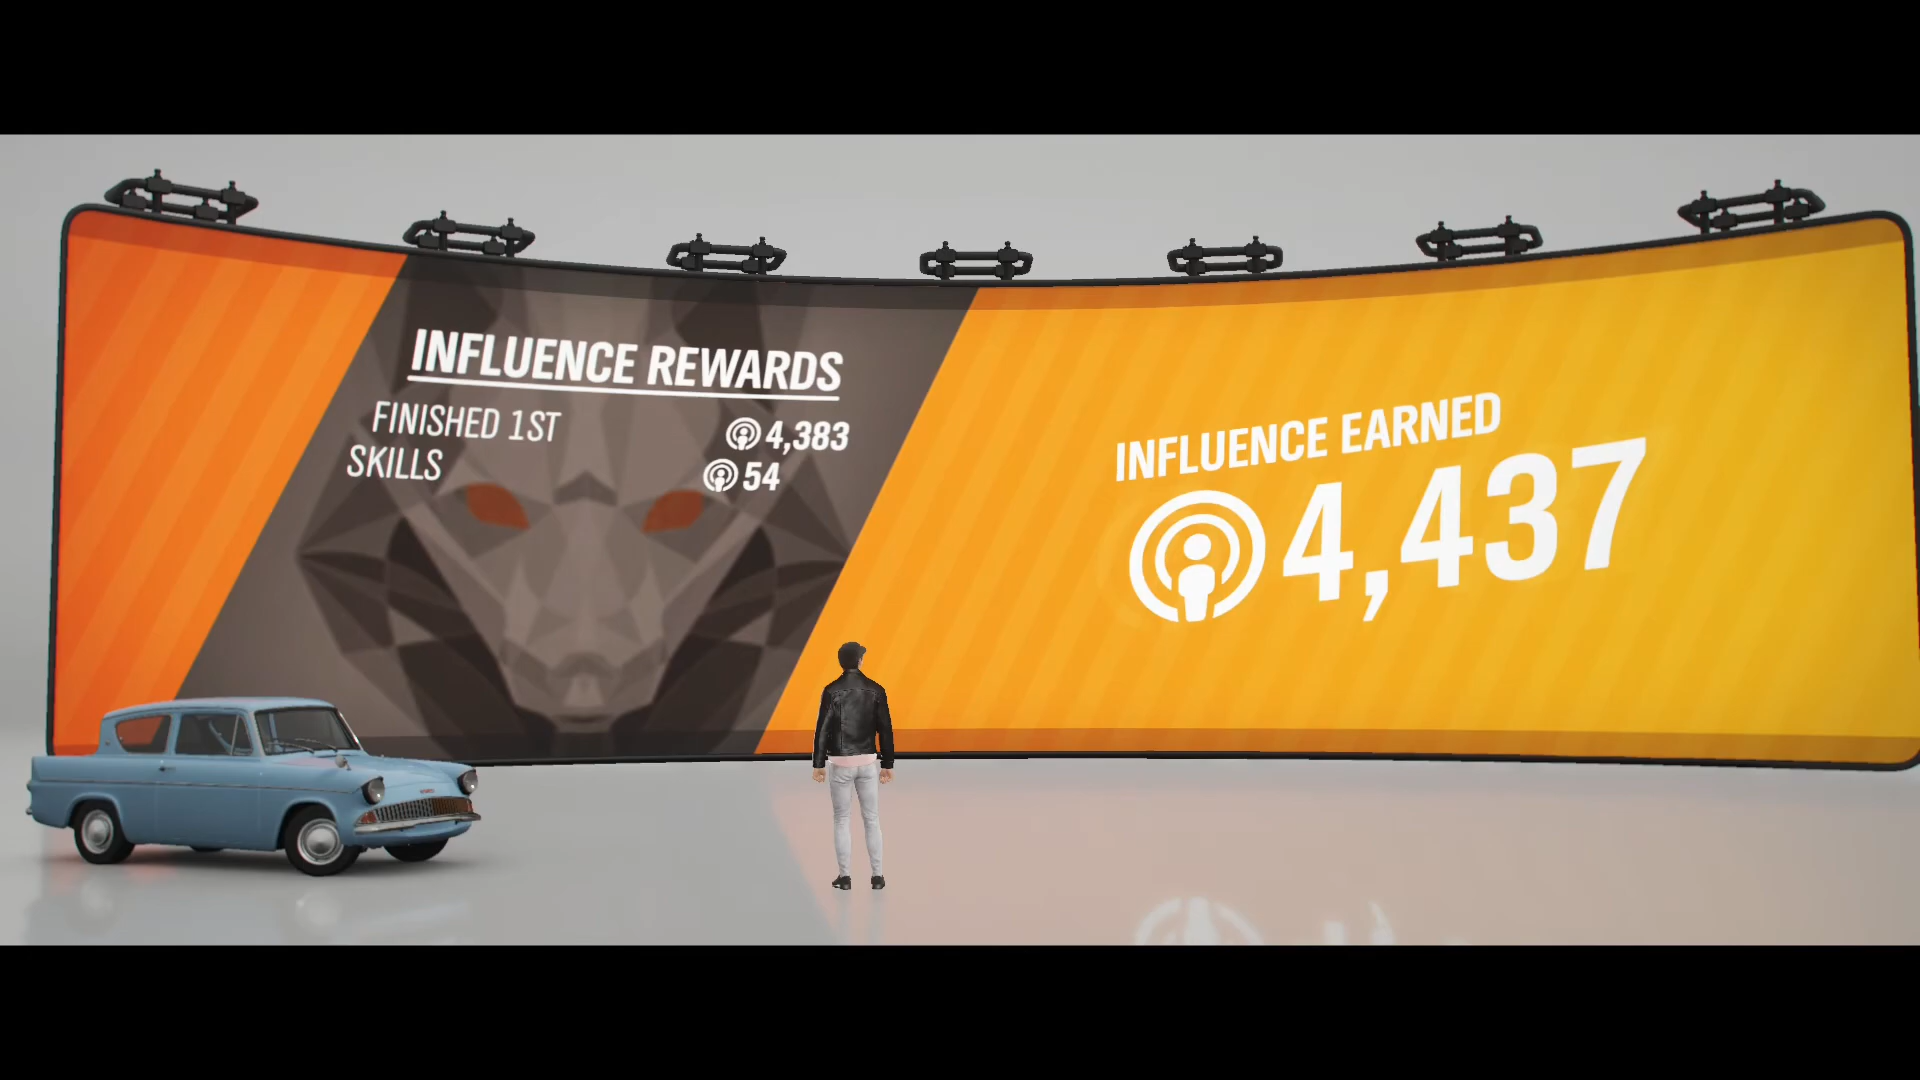 INFLUENCE REWARDS
FINISHED 1ST 4,383
SKILLS 54
INFLUENCE EARNED
4,437